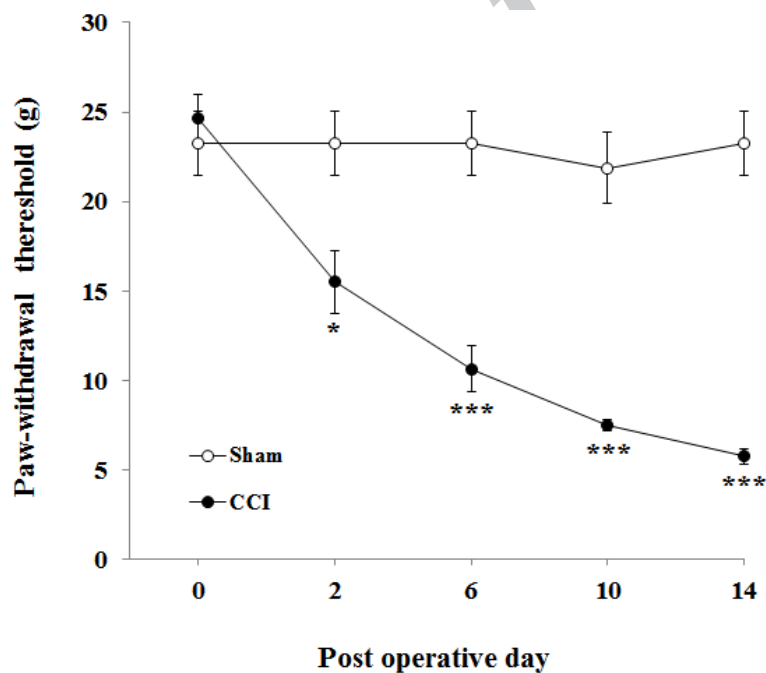 30
25
20
15
10
5
0
Paw-withdrawal thereshold (g)
*
***
***
***
Sham
CCI
0 2 6 10 14
Post operative day